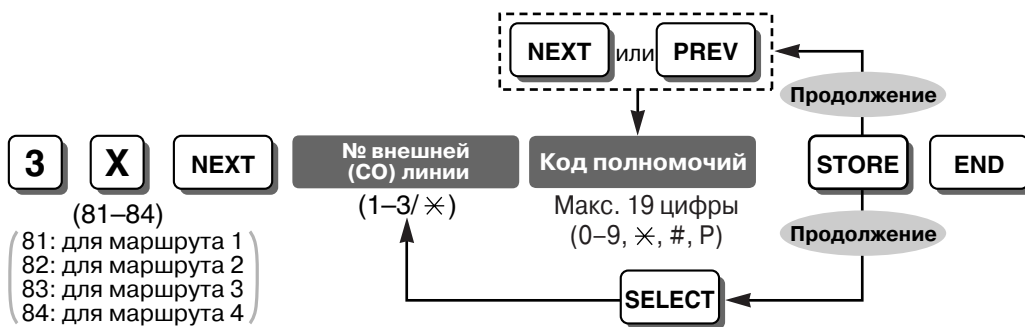 NEXT или PREV
Продолжение
3 X NEXT № внешней (CO) линии Код полномочий STORE END
(81–84) (1–3/✳) Макс. 19 цифры
(0–9, ✳, #, P)
Продолжение
81: для маршрута 1
82: для маршрута 2
83: для маршрута 3
84: для маршрута 4
SELECT